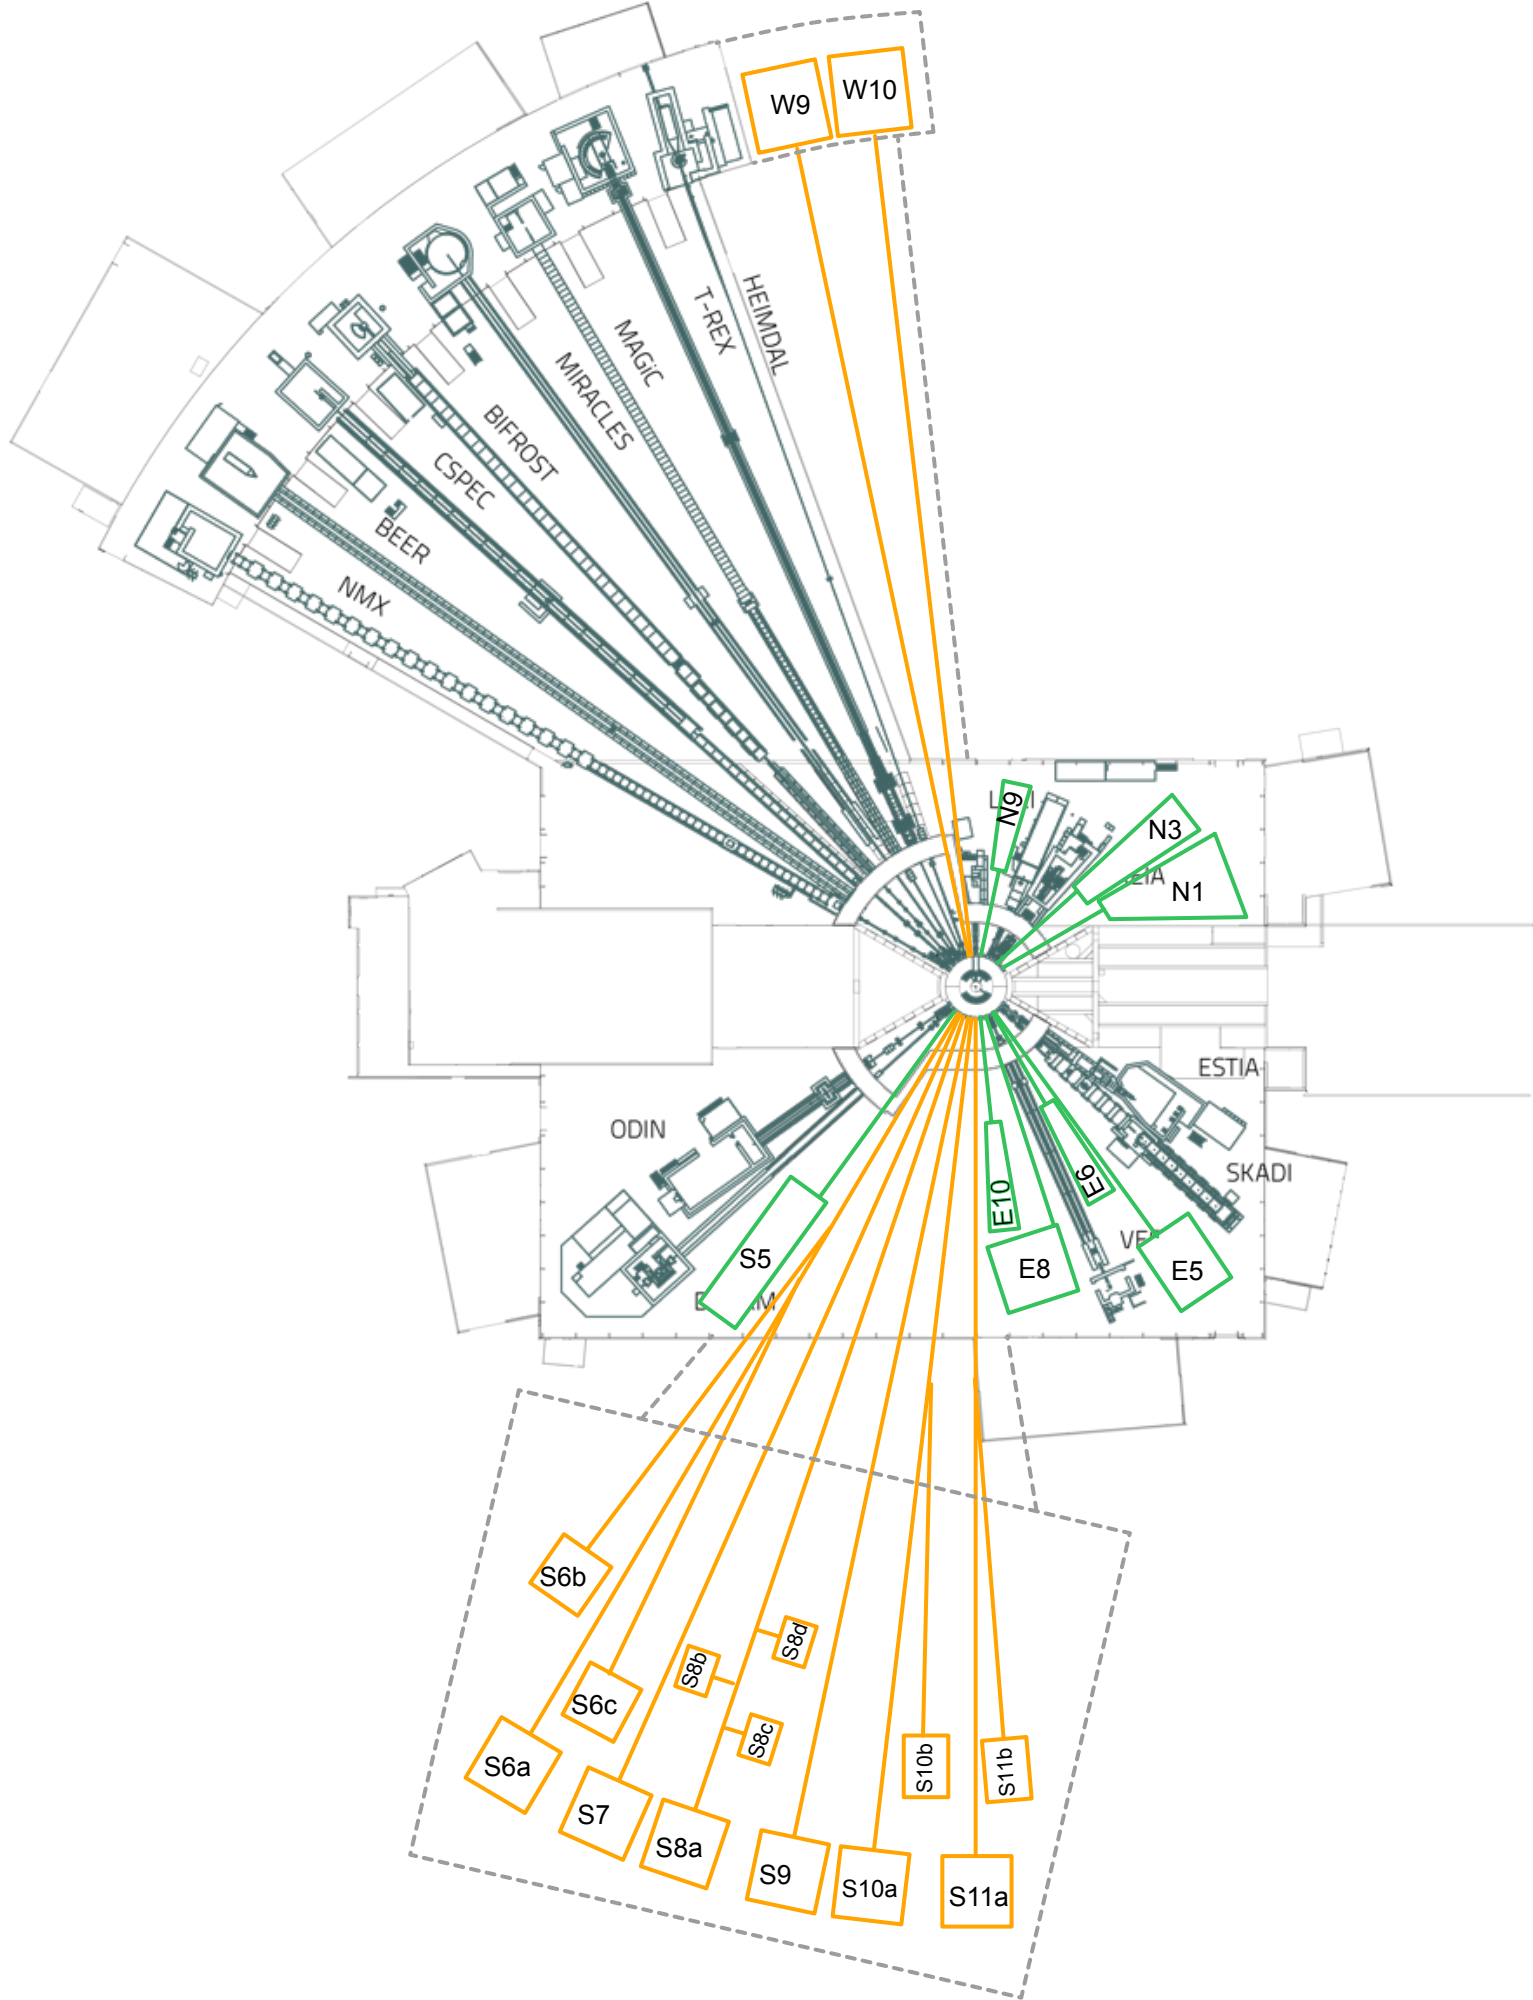 W9
W10
HEIMDAL
T-REX
MAGiC
MIRACLES
BIFROST
CSPEC
BEER
NMX
N9
N3
N1
ESTIA
SKADI
ODIN
E10
E6
E8
E5
S5
S6b
S6c
S6a
S7
S8b
S8d
S8c
S8a
S9
S10a
S10b
S11b
S11a